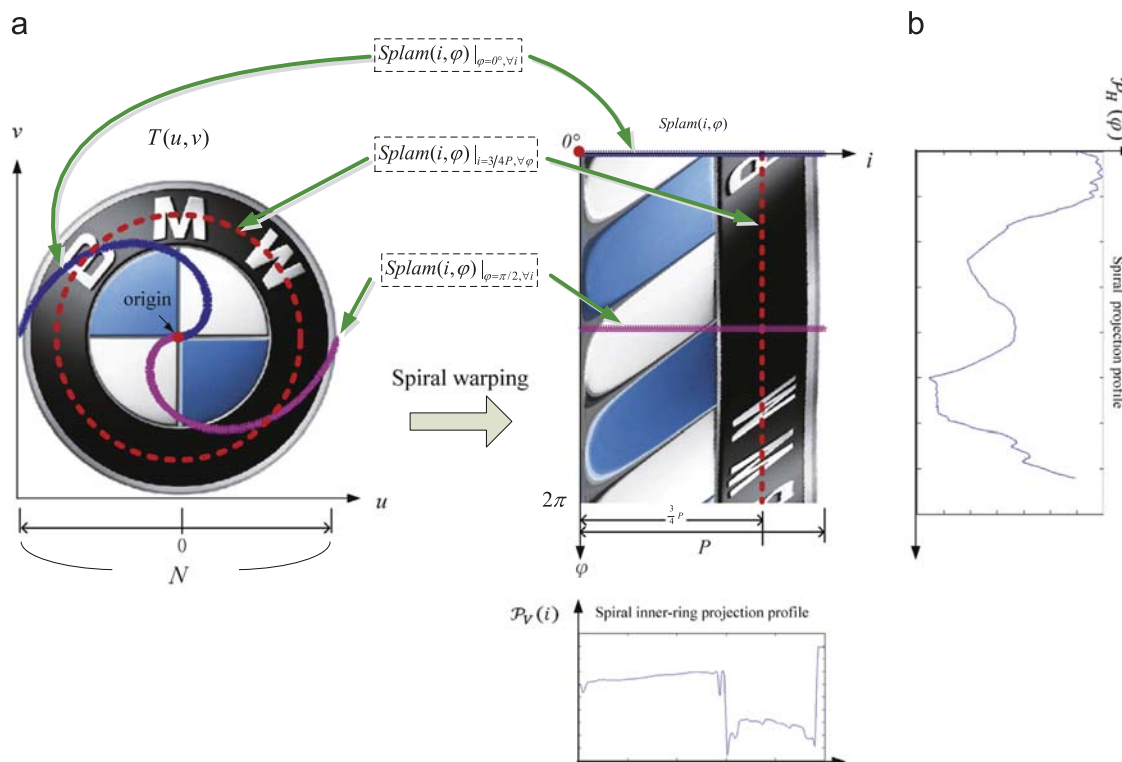 a
b
Splam(i, φ)|φ=0°,∀i
T(u, v)
v
Splam(i, φ)|i=3/4P,∀φ
Splam(i, φ)|φ=π/2,∀i
B M W
origin
u
0
N
Spiral warping
Splam(i, φ)
0°
i
2π
3/4 P
P
φ
𝒫H(φ)
Spiral projection profile
𝒫V(i)
Spiral inner-ring projection profile